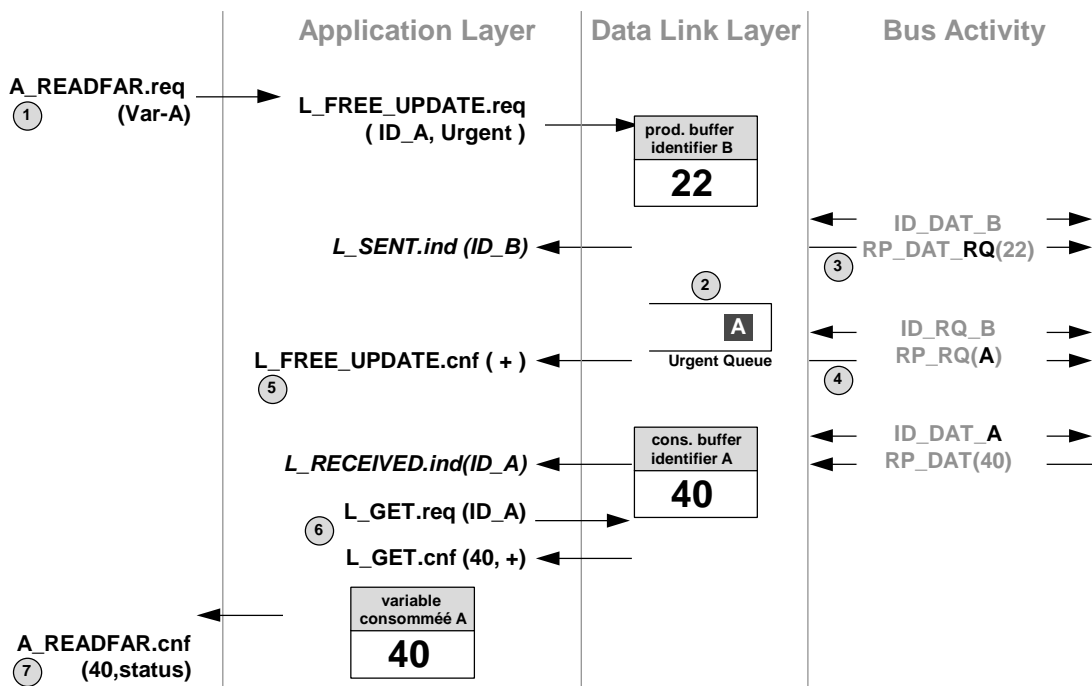 Application Layer
Data Link Layer
Bus Activity
A_READFAR.req
1
(Var-A)
L_FREE_UPDATE.req
( ID_A, Urgent )
prod. buffer
identifier B
22
ID_DAT_B
L_SENT.ind (ID_B)
3
RP_DAT_RQ(22)
2
A
Urgent Queue
ID_RQ_B
L_FREE_UPDATE.cnf ( + )
5
4
RP_RQ(A)
cons. buffer
identifier A
40
ID_DAT_A
L_RECEIVED.ind(ID_A)
RP_DAT(40)
6
L_GET.req (ID_A)
L_GET.cnf (40, +)
variable
consomméé A
40
A_READFAR.cnf
7
(40,status)